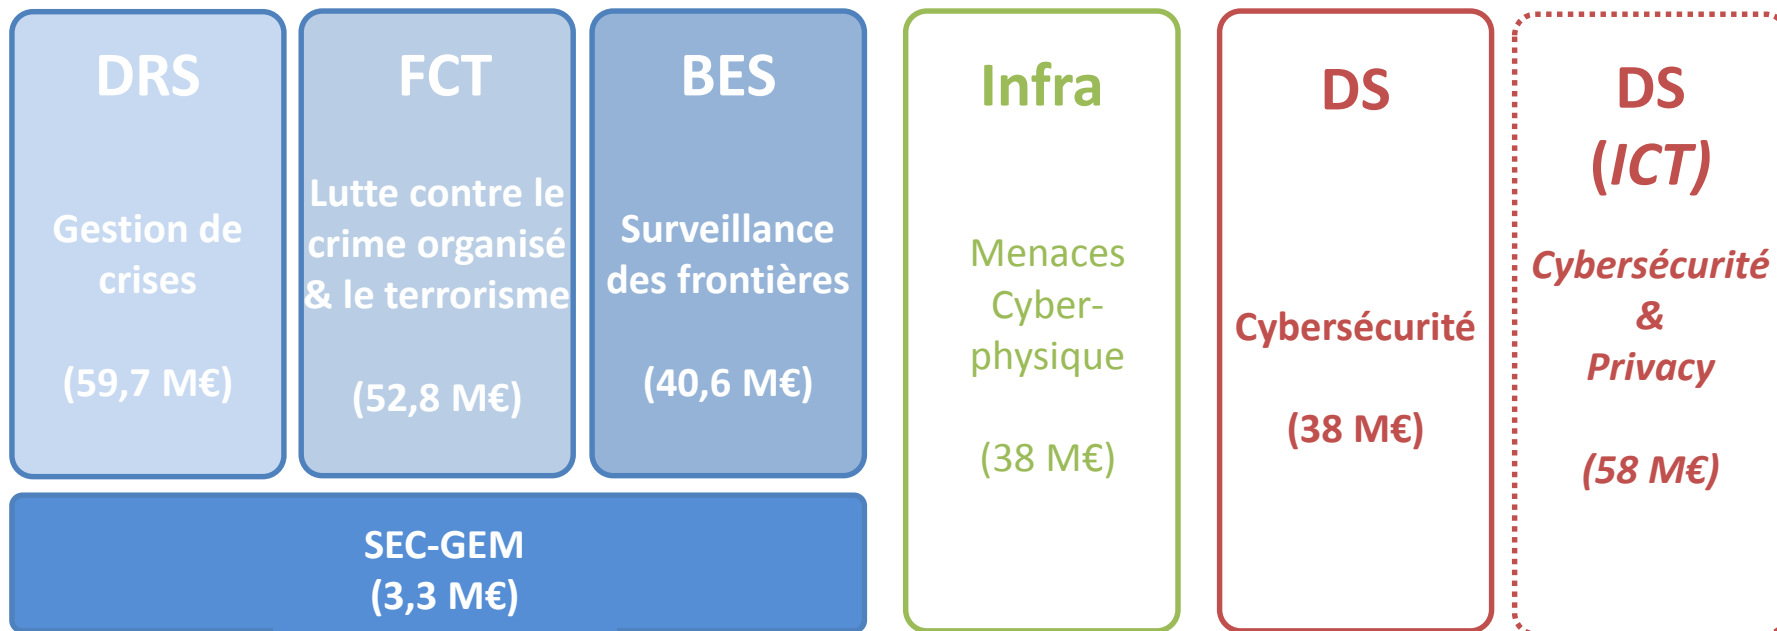 DRS
Gestion de
crises
(59,7 M€)
FCT
Lutte contre le
crime organisé
& le terrorisme
(52,8 M€)
BES
Surveillance
des frontières
(40,6 M€)
SEC-GEM
(3,3 M€)
Infra
Menaces
Cyber-
physique
(38 M€)
DS
Cybersécurité
(38 M€)
DS
(ICT)
Cybersécurité
&
Privacy
(58 M€)